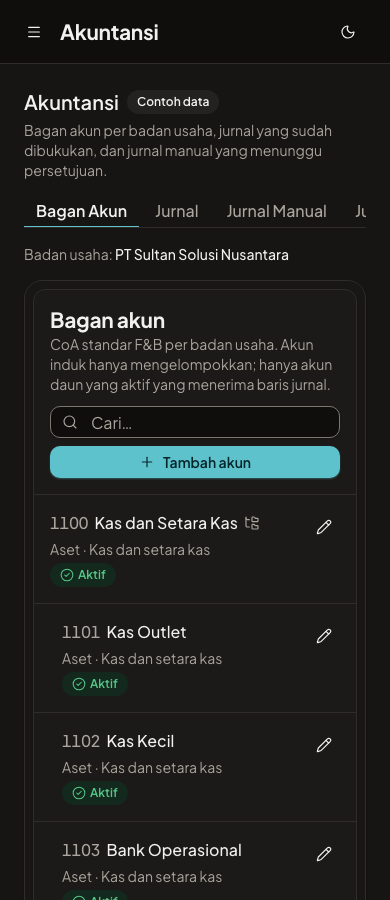 Akuntansi
Akuntansi Contoh data
Bagan akun per badan usaha, jurnal yang sudah
dibukukan, dan jurnal manual yang menunggu
persetujuan.
Bagan Akun Jurnal Jurnal Manual Ju
Badan usaha: PT Sultan Solusi Nusantara
Bagan akun
CoA standar F&B per badan usaha. Akun
induk hanya mengelompokkan; hanya akun
daun yang aktif yang menerima baris jurnal.
Cari...
Tambah akun
1100 Kas dan Setara Kas
Aset · Kas dan setara kas
Aktif
1101 Kas Outlet
Aset · Kas dan setara kas
Aktif
1102 Kas Kecil
Aset · Kas dan setara kas
Aktif
1103 Bank Operasional
Aset · Kas dan setara kas
Aktif